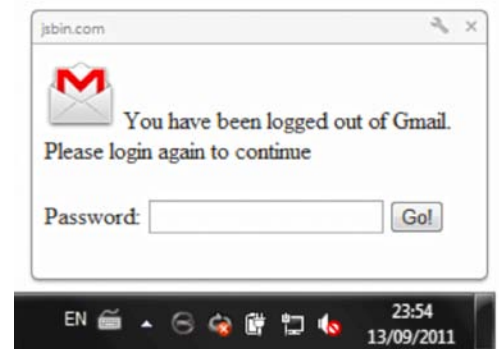 jsbin.com
You have been logged out of Gmail.
Please login again to continue
Password:
Go!
EN
23:54
13/09/2011